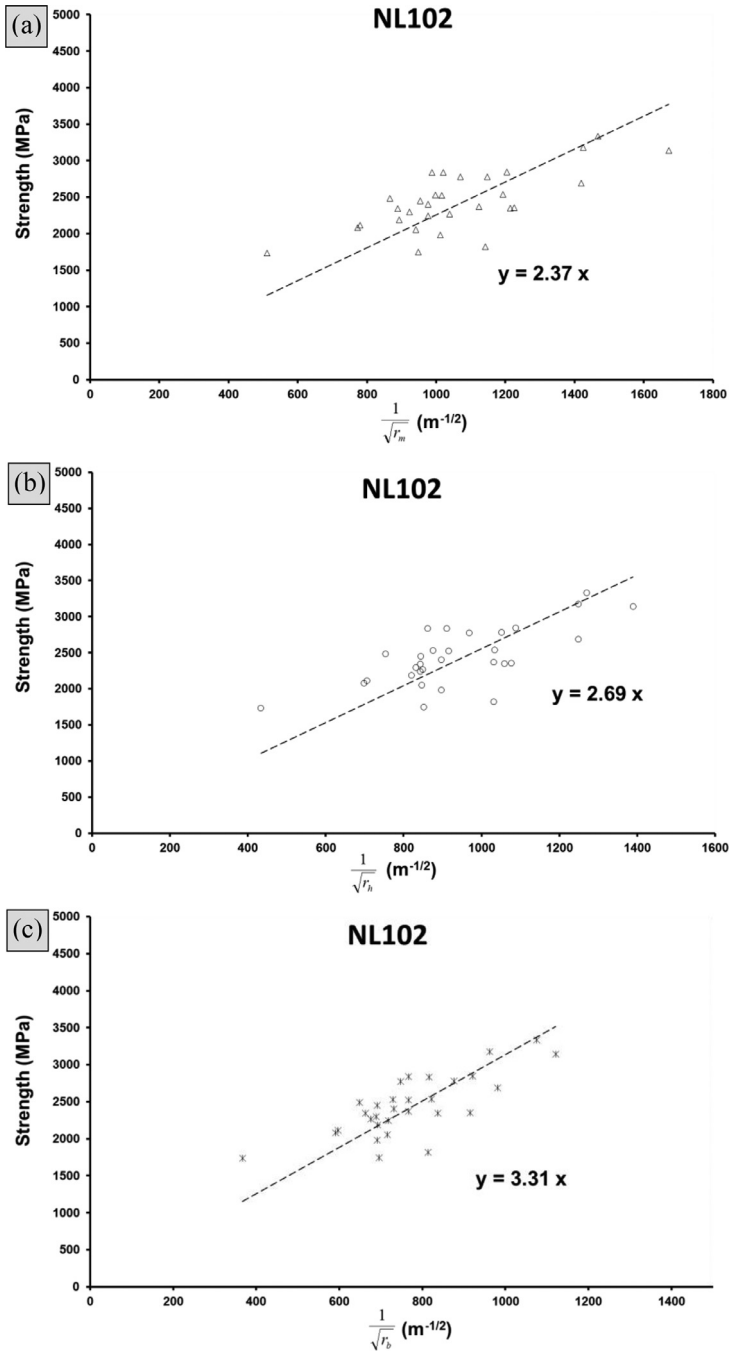 (a)
NL102
Strength (MPa)
5000
4500
4000
3500
3000
2500
2000
1500
1000
500
0
y = 2.37 x
0 200 400 600 800 1000 1200 1400 1600 1800
1/√r_m (m-1/2)
(b)
NL102
Strength (MPa)
5000
4500
4000
3500
3000
2500
2000
1500
1000
500
0
y = 2.69 x
0 200 400 600 800 1000 1200 1400 1600
1/√r_h (m-1/2)
(c)
NL102
Strength (MPa)
5000
4500
4000
3500
3000
2500
2000
1500
1000
500
0
y = 3.31 x
0 200 400 600 800 1000 1200 1400
1/√r_b (m-1/2)